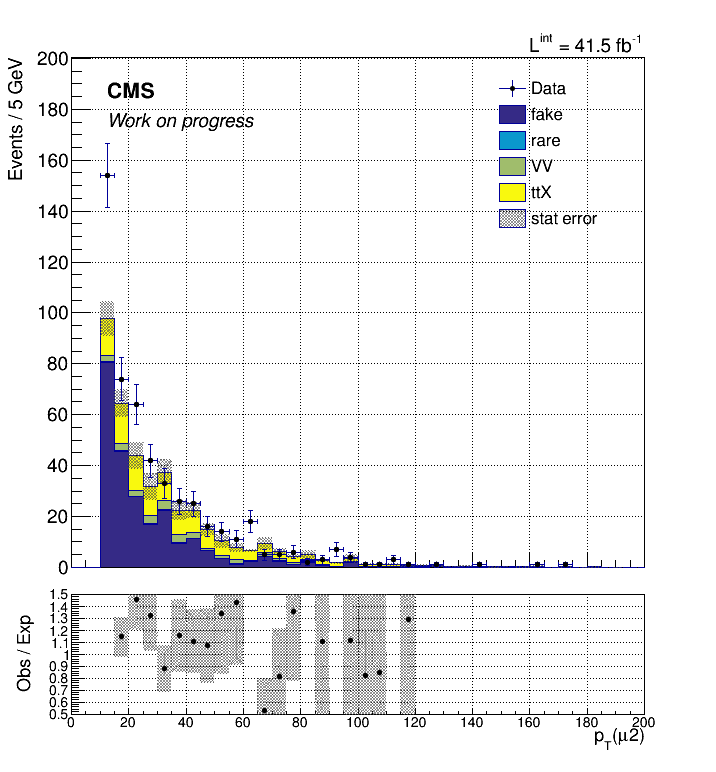 L^int = 41.5 fb^-1
Events / 5 GeV
200
180
160
140
120
100
80
60
40
20
0
CMS
Work on progress
Data
fake
rare
VV
ttX
stat error
Obs / Exp
1.5
1.4
1.3
1.2
1.1
1
0.9
0.8
0.7
0.6
0.5
0 20 40 60 80 100 120 140 160 180 200
p_T(μ2)